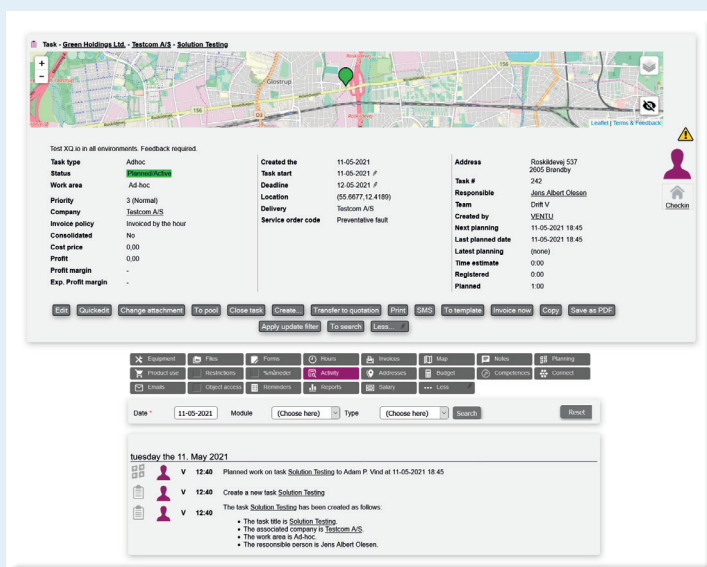 Task - Green Holdings Ltd. - Testcom A/S - Solution Testing
+
−
Glostrup
156
156
O3
Leaflet | Terms & Feedback
Test XQ io in all environments. Feedback required.
Task type Adhoc
Status Planned/Active
Work area Ad-hoc
Priority 3 (Normal)
Company Testcom A/S
Invoice policy Invoiced by the hour
Consolidated No
Cost price 0,00
Profit 0,00
Profit margin -
Exp. Profit margin -
Created the 11-05-2021
Task start 11-05-2021
Deadline 12-05-2021
Location (55.6677,12.4189)
Delivery Testcom A/S
Service order code Preventative fault
Address Roskildevej 537
2605 Brøndby
Task # 242
Responsible Jens Albert Olesen
Team Drift V
Created by VENTU
Next planning 11-05-2021 18:45
Last planned date 11-05-2021 18:45
Latest planning (none)
Time estimate 0:00
Registered 0:00
Planned 1:00
Checkin
Edit Quickedit Change attachment To pool Close task Create... Transfer to quotation Print SMS To template Invoice now Copy Save as PDF
Apply update filter To search Less...
Equipment Files Forms Hours Invoices Map Notes Planning
Product use Restrictions %måneder Activity Addresses Budget Competences Connect
Emails Object access Reminders Reports Salary Less
Date * 11-05-2021 Module (Choose here) Type (Choose here) Search Reset
tuesday the 11. May 2021
V 12:40 Planned work on task Solution Testing to Adam P. Vind at 11-05-2021 18:45
V 12:40 Create a new task Solution Testing
V 12:40 The task Solution Testing has been created as follows:
• The task title is Solution Testing.
• The associated company is Testcom A/S.
• The work area is Ad-hoc.
• The responsible person is Jens Albert Olesen.